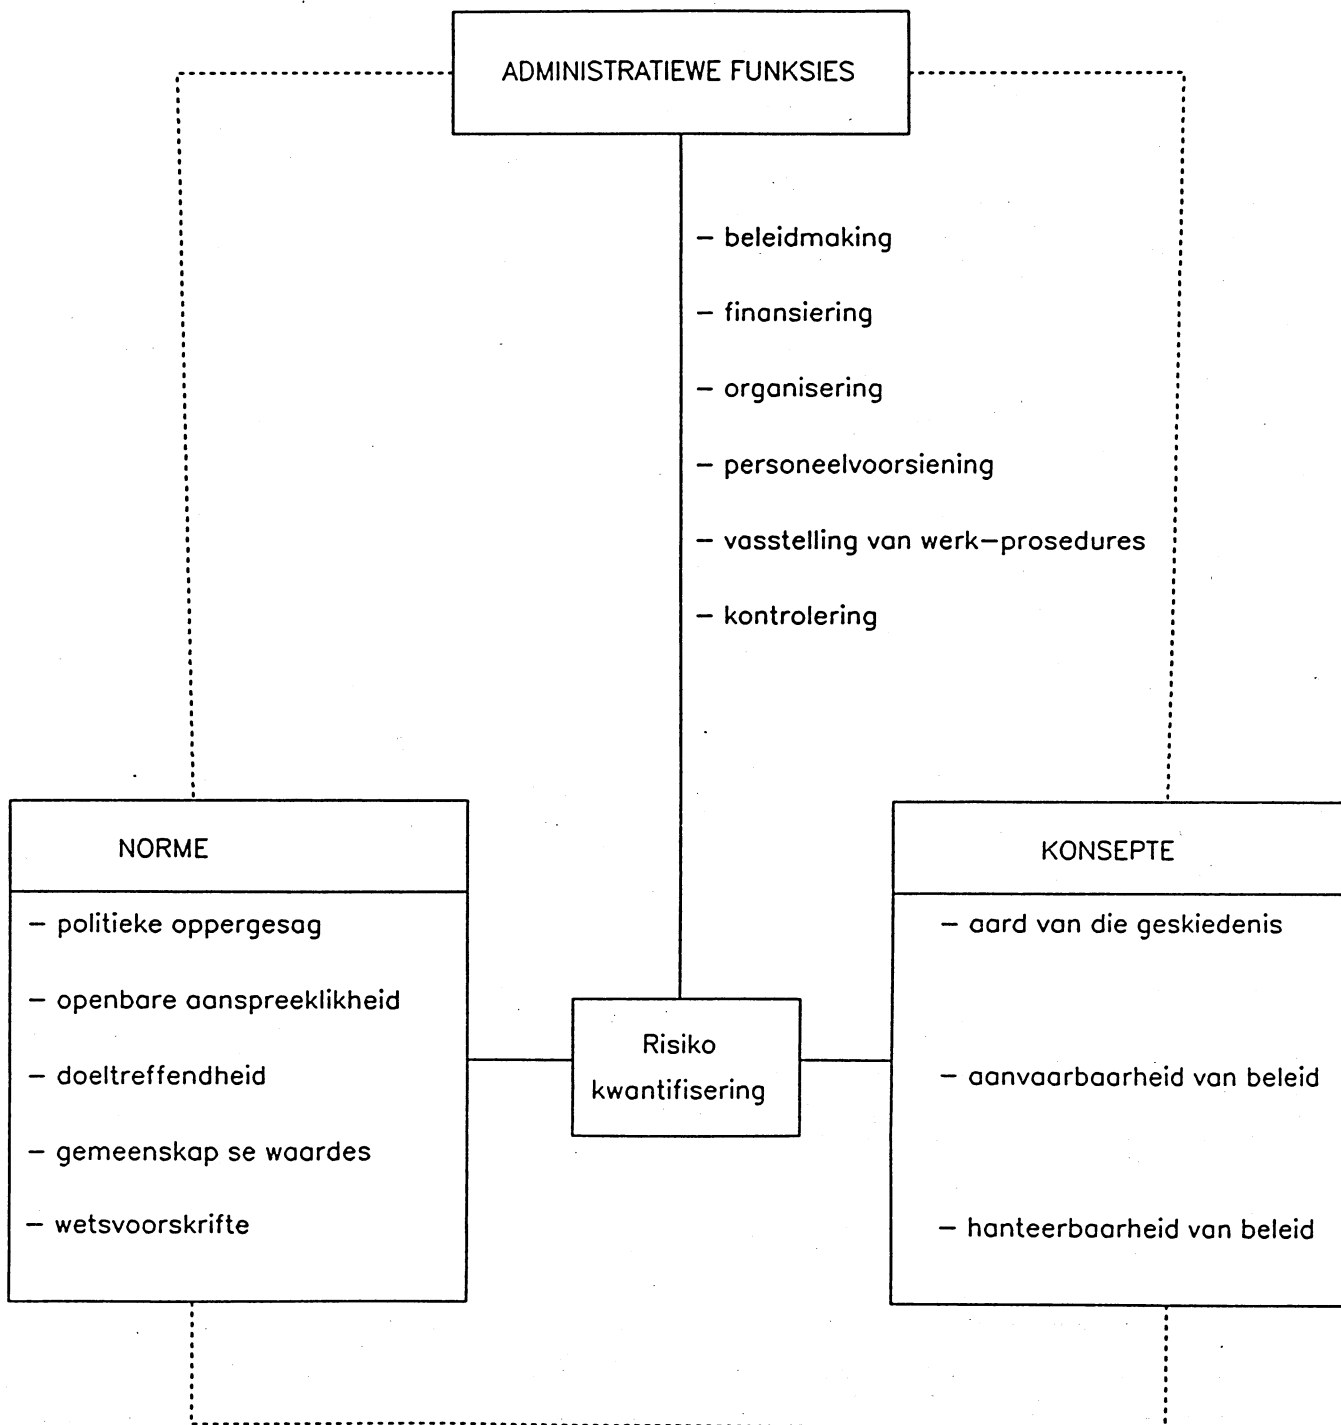 ADMINISTRATIEWE FUNKSIES
– beleidmaking
– finansiering
– organisering
– personeelvoorsiening
– vasstelling van werk–prosedures
– kontrolering
NORME
– politieke oppergesag
– openbare aanspreeklikheid
– doeltreffendheid
– gemeenskap se waardes
– wetsvoorskrifte
Risiko
kwantifisering
KONSEPTE
– aard van die geskiedenis
– aanvaarbaarheid van beleid
– hanteerbaarheid van beleid